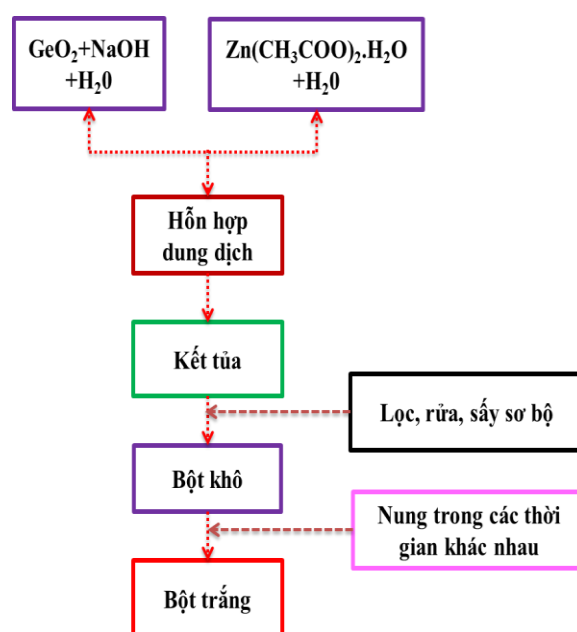 GeO₂+NaOH
+H₂0
Zn(CH₃COO)₂.H₂O
+H₂0
Hỗn hợp
dung dịch
Kết tủa
Lọc, rửa, sấy sơ bộ
Bột khô
Nung trong các thời
gian khác nhau
Bột trắng